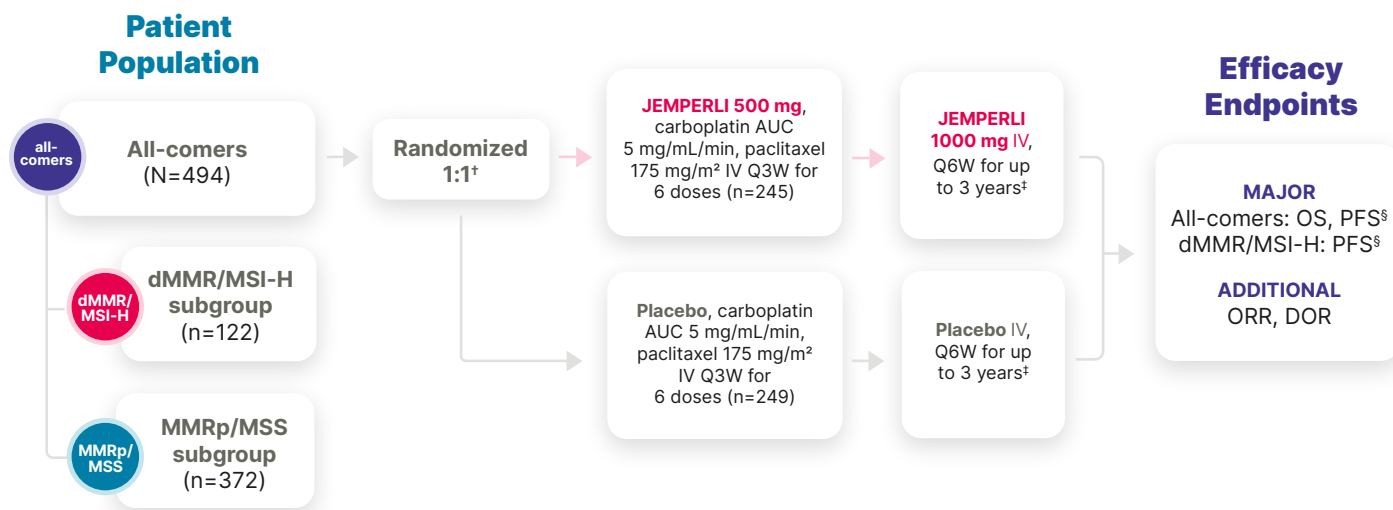 Patient
Population
all-
comers
All-comers
(N=494)
dMMR/
MSI-H
dMMR/MSI-H
subgroup
(n=122)
MMRp/
MSS
MMRp/MSS
subgroup
(n=372)
Randomized
1:1†
JEMPERLI 500 mg,
carboplatin AUC
5 mg/mL/min, paclitaxel
175 mg/m² IV Q3W for
6 doses (n=245)
JEMPERLI
1000 mg IV,
Q6W for up
to 3 years‡
Placebo, carboplatin
AUC 5 mg/mL/min,
paclitaxel 175 mg/m²
IV Q3W for
6 doses (n=249)
Placebo IV,
Q6W for up
to 3 years‡
Efficacy
Endpoints
MAJOR
All-comers: OS, PFS§
dMMR/MSI-H: PFS§
ADDITIONAL
ORR, DOR